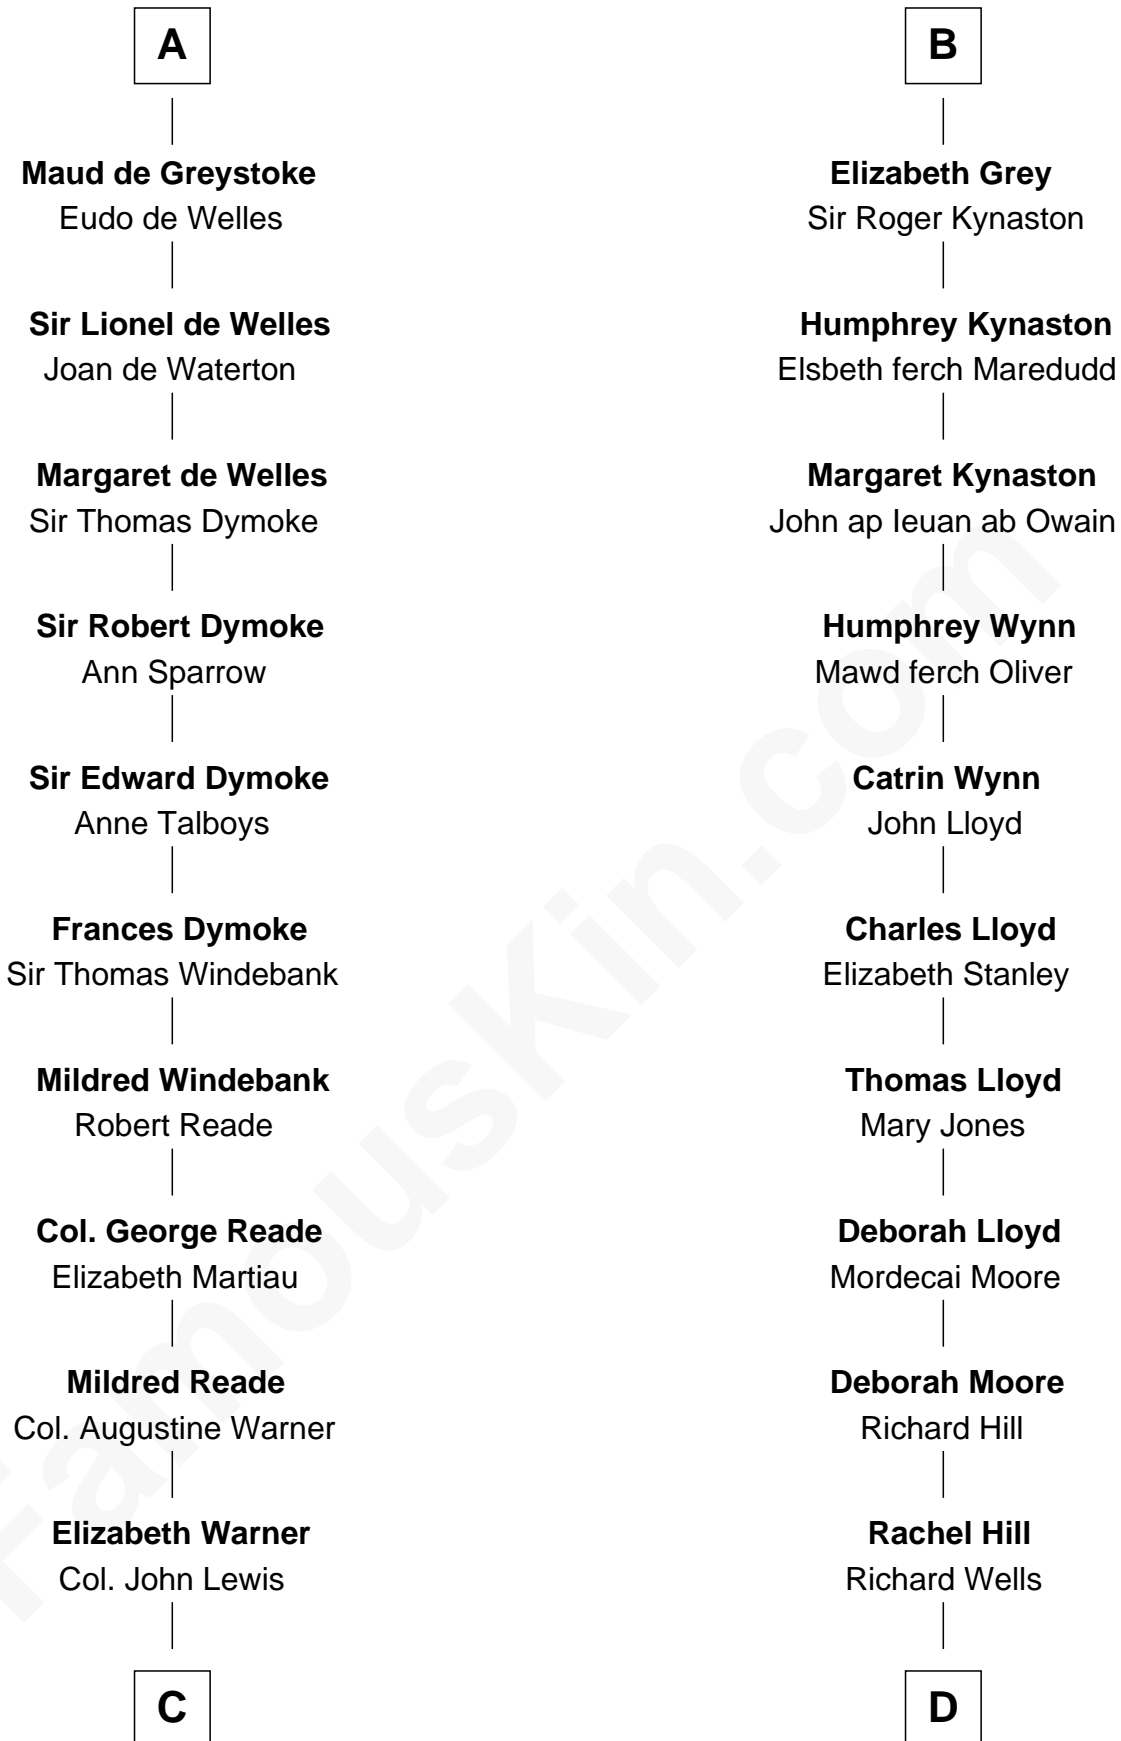 A
Maud de Greystoke
Eudo de Welles
Sir Lionel de Welles
Joan de Waterton
Margaret de Welles
Sir Thomas Dymoke
Sir Robert Dymoke
Ann Sparrow
Sir Edward Dymoke
Anne Talboys
Frances Dymoke
Sir Thomas Windebank
Mildred Windebank
Robert Reade
Col. George Reade
Elizabeth Martiau
Mildred Reade
Col. Augustine Warner
Elizabeth Warner
Col. John Lewis
C
B
Elizabeth Grey
Sir Roger Kynaston
Humphrey Kynaston
Elsbeth ferch Maredudd
Margaret Kynaston
John ap Ieuan ab Owain
Humphrey Wynn
Mawd ferch Oliver
Catrin Wynn
John Lloyd
Charles Lloyd
Elizabeth Stanley
Thomas Lloyd
Mary Jones
Deborah Lloyd
Mordecai Moore
Deborah Moore
Richard Hill
Rachel Hill
Richard Wells
D
FamousKin.com